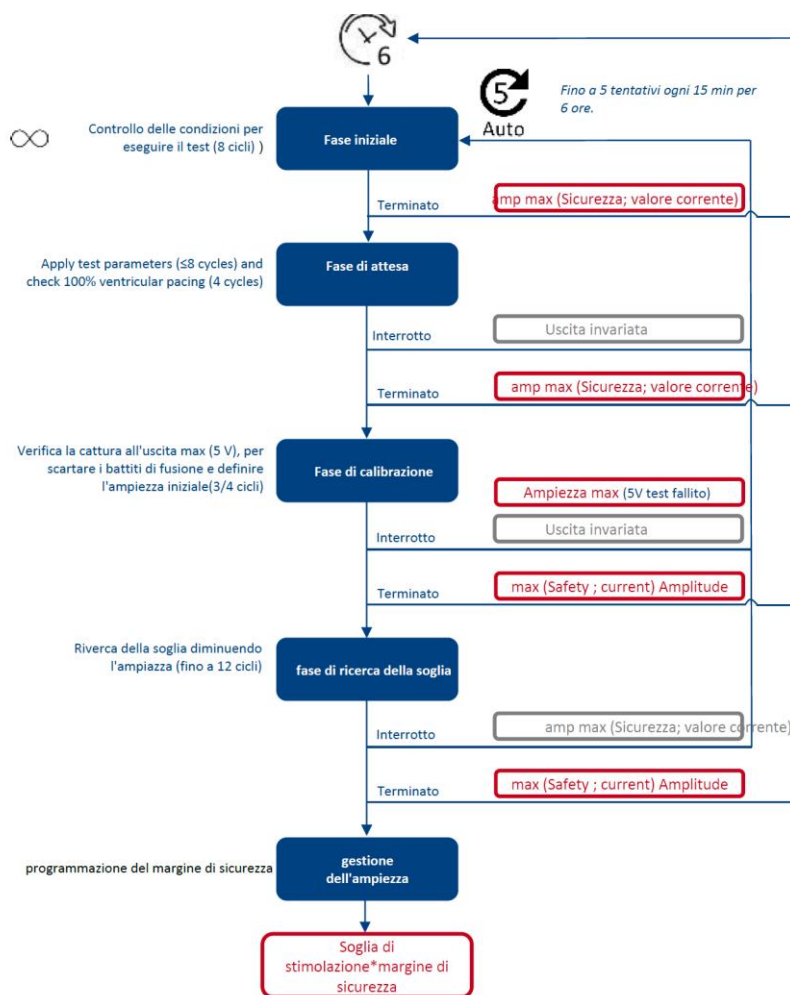 6
5
Auto
Fino a 5 tentativi ogni 15 min per
6 ore.
∞
Controllo delle condizioni per
eseguire il test (8 cicli) )
Fase iniziale
Terminato
amp max (Sicurezza; valore corrente)
Apply test parameters (≤8 cycles) and
check 100% ventricular pacing (4 cycles)
Fase di attesa
Interrotto
Uscita invariata
Terminato
amp max (Sicurezza; valore corrente)
Verifica la cattura all'uscita max (5 V), per
scartare i battiti di fusione e definire
l'ampiezza iniziale(3/4 cicli)
Fase di calibrazione
Ampiezza max (5V test fallito)
Interrotto
Uscita invariata
Terminato
max (Safety ; current) Amplitude
Riverca della soglia diminuendo
l'ampiazza (fino a 12 cicli)
fase di ricerca della soglia
Interrotto
amp max (Sicurezza; valore corrente)
Terminato
max (Safety ; current) Amplitude
programmazione del margine di sicurezza
gestione
dell'ampiezza
Soglia di
stimolazione*margine di
sicurezza